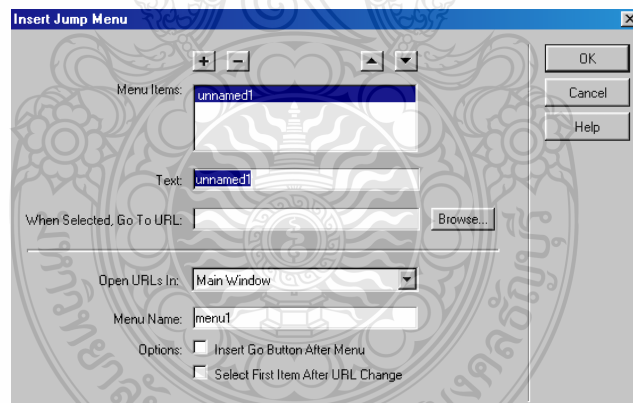 Insert Jump Menu
+ -
Menu Items: unnamed1
OK
Cancel
Help
Text: unnamed1
When Selected, Go To URL: Browse...
Open URLs In: Main Window
Menu Name: menu1
Options: Insert Go Button After Menu
Select First Item After URL Change